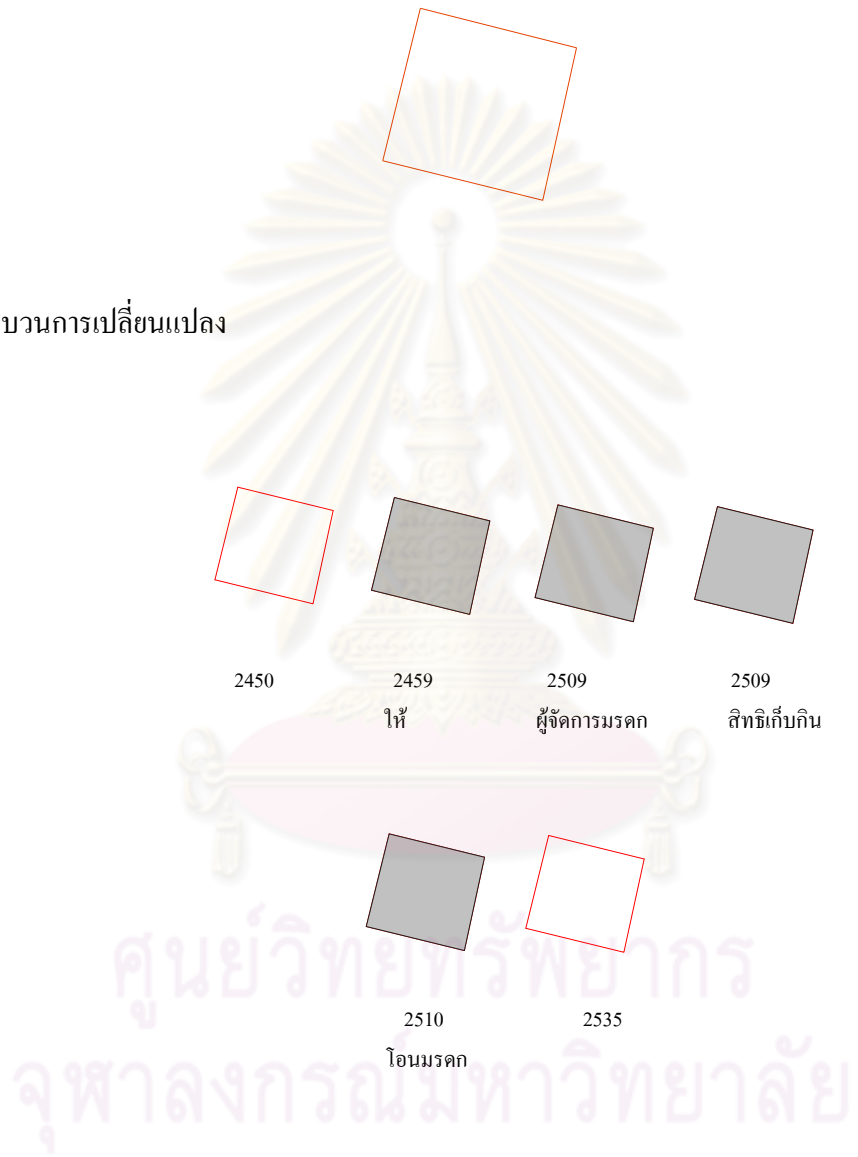 บวนการเปลี่ยนแปลง
2450 2459 2509 2509
ให้ ผู้จัดการมรดก สิทธิเก็บกิน
2510 2535
โอนมรดก
ศูนย์วิทยทรัพยากร
จุฬาลงกรณ์มหาวิทยาลัย